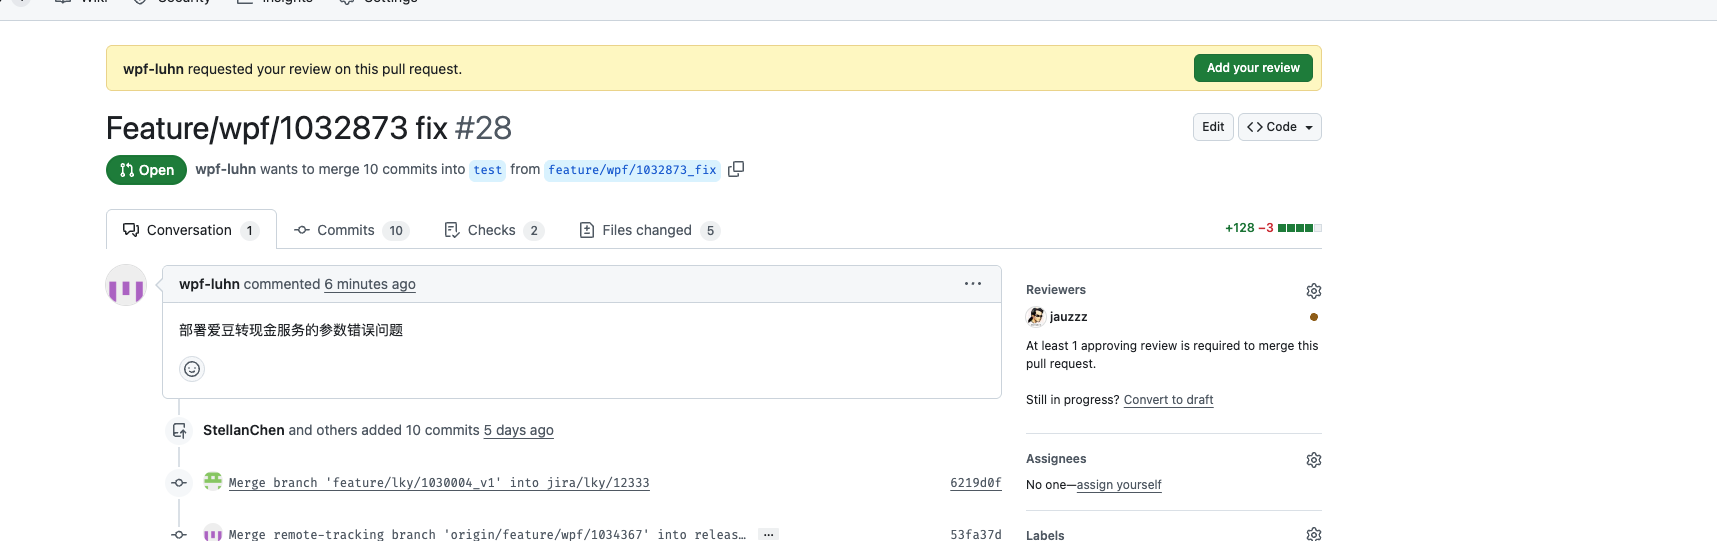 Wiki
Security
Insights
Settings
wpf-luhn requested your review on this pull request.
Add your review
Feature/wpf/1032873 fix #28
Edit
Code
Open
wpf-luhn wants to merge 10 commits into test from feature/wpf/1032873_fix
Conversation 1
Commits 10
Checks 2
Files changed 5
+128 −3
wpf-luhn commented 6 minutes ago
部署爱豆转现金服务的参数错误问题
StellanChen and others added 10 commits 5 days ago
Merge branch 'feature/lky/1030004_v1' into jira/lky/12333
6219d0f
Merge remote-tracking branch 'origin/feature/wpf/1034367' into releas…
53fa37d
Reviewers
jauzzz
At least 1 approving review is required to merge this
pull request.
Still in progress? Convert to draft
Assignees
No one—assign yourself
Labels